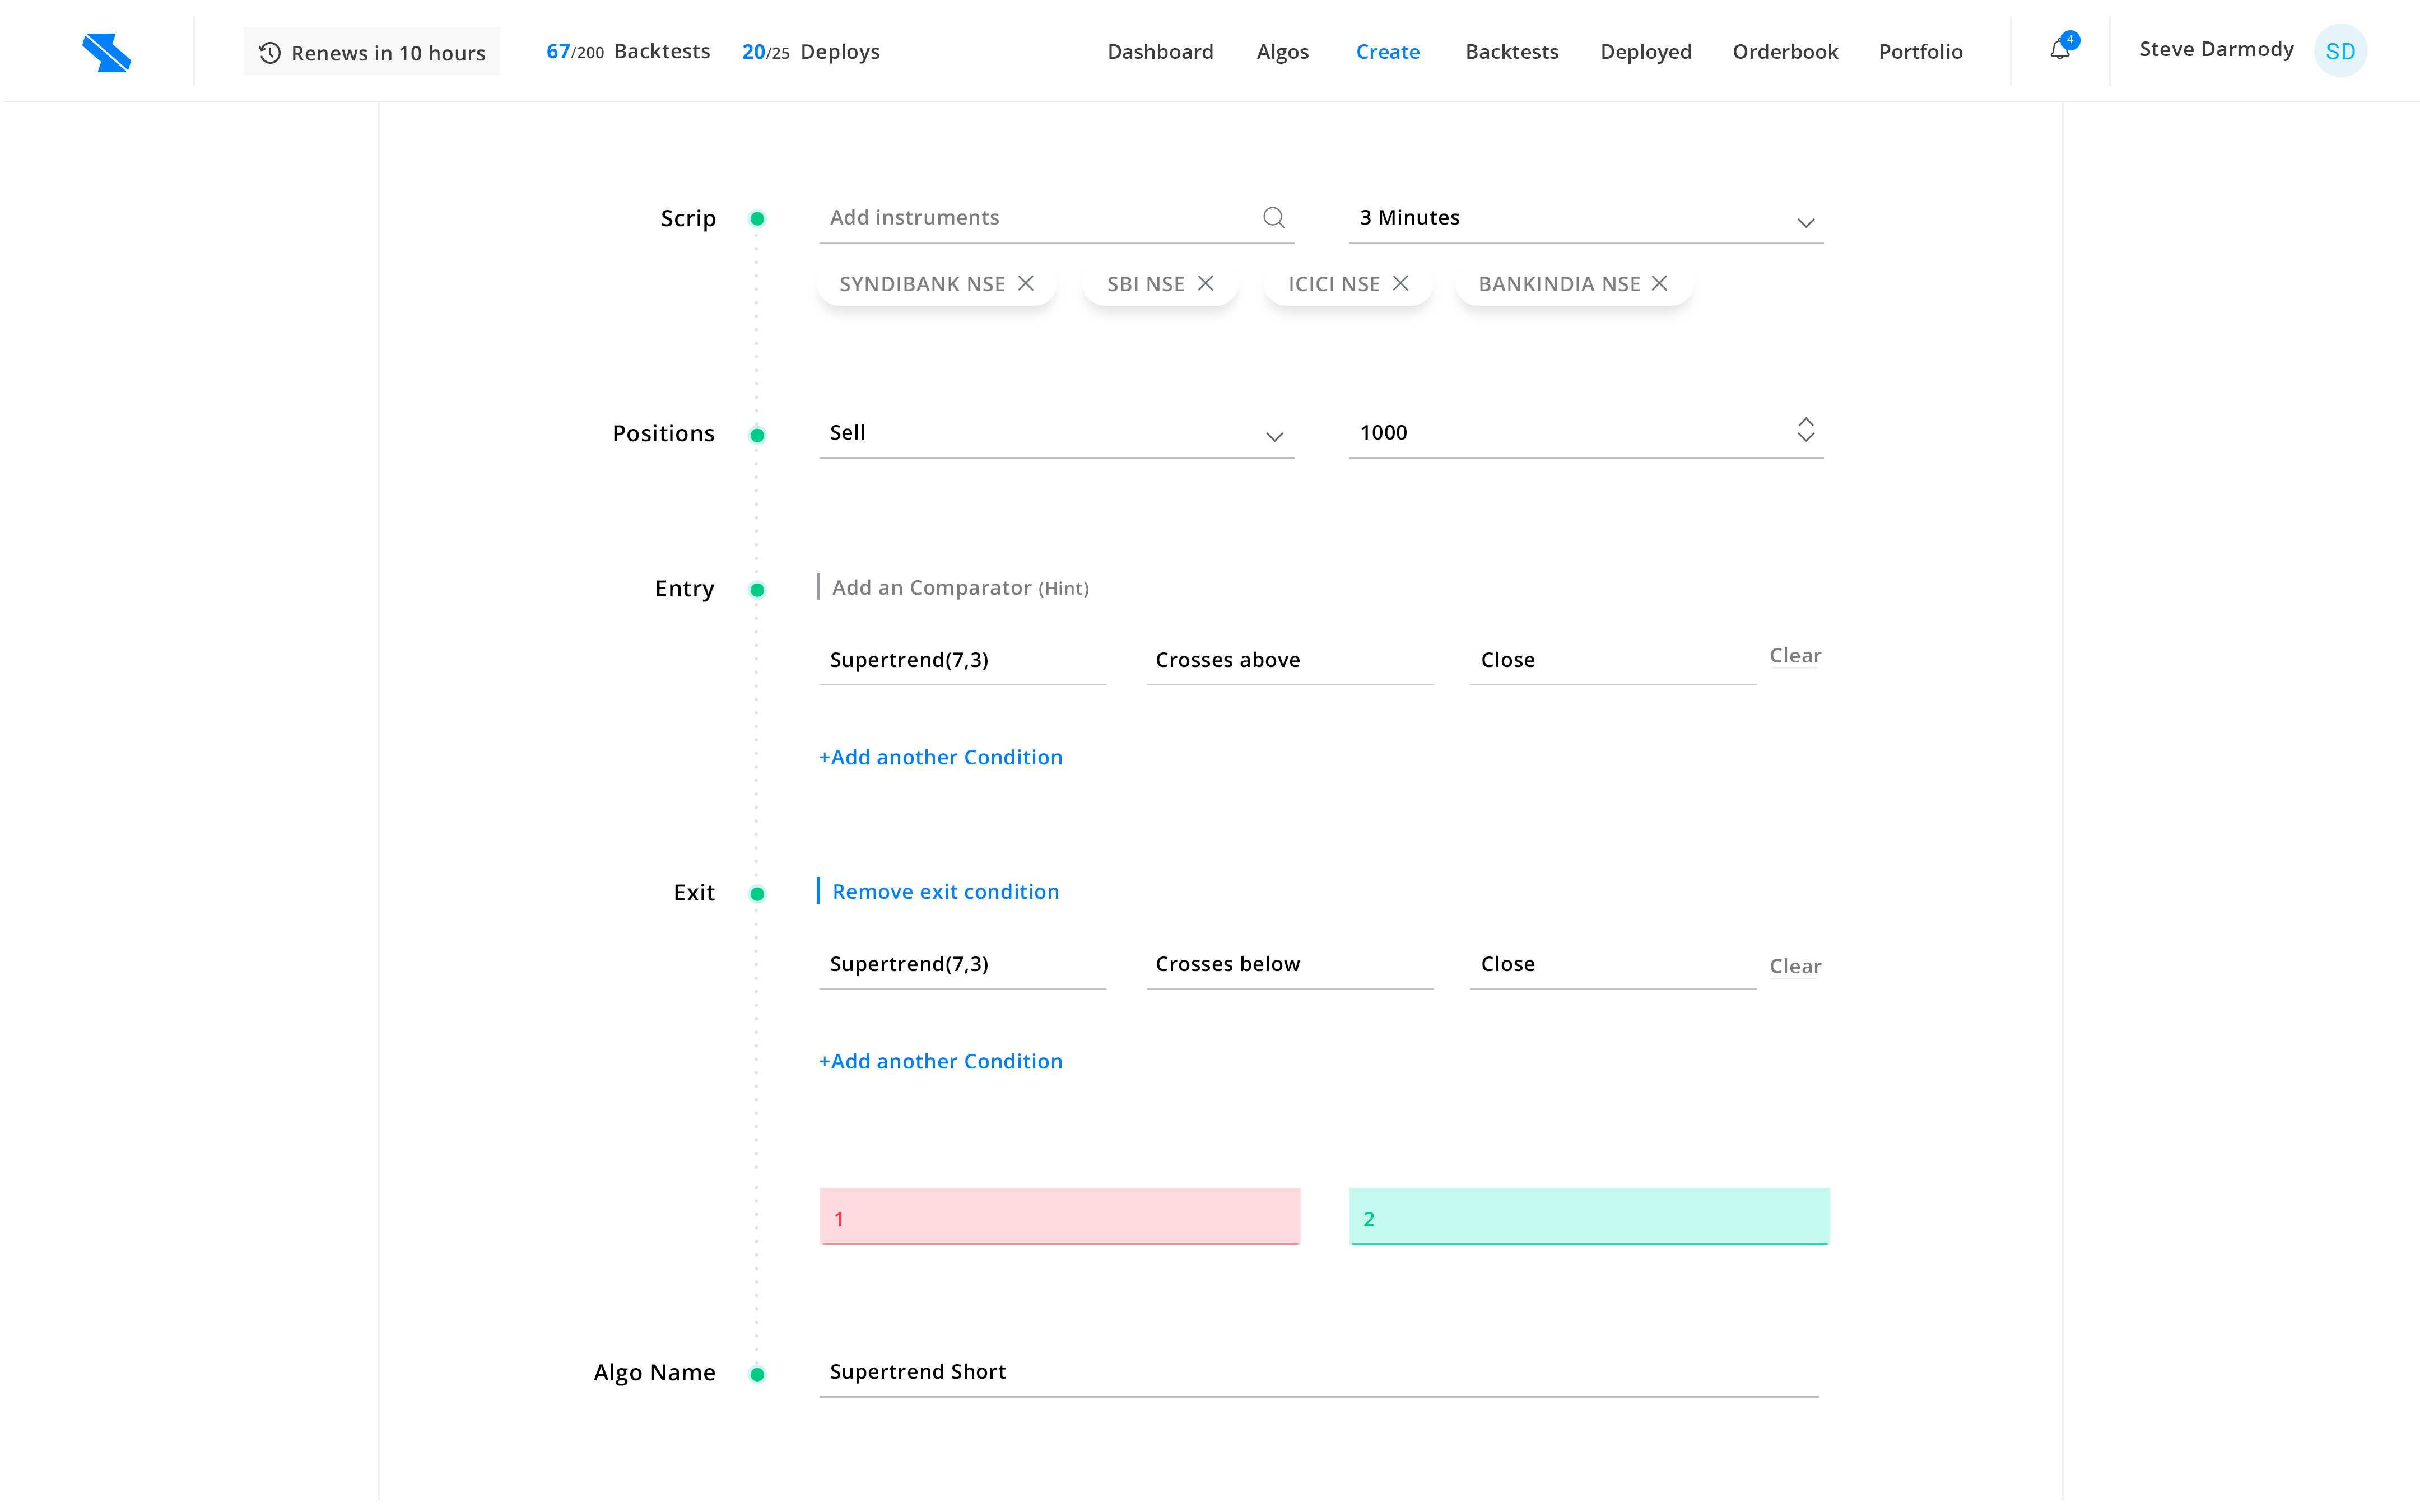 Renews in 10 hours 67/200 Backtests 20/25 Deploys Dashboard Algos Create Backtests Deployed Orderbook Portfolio 4 Steve Darmody SD
Scrip Add instruments 3 Minutes
SYNDIBANK NSE SBI NSE ICICI NSE BANKINDIA NSE
Positions Sell 1000
Entry Add an Comparator (Hint)
Supertrend(7,3) Crosses above Close Clear
+Add another Condition
Exit Remove exit condition
Supertrend(7,3) Crosses below Close Clear
+Add another Condition
1 2
Algo Name Supertrend Short